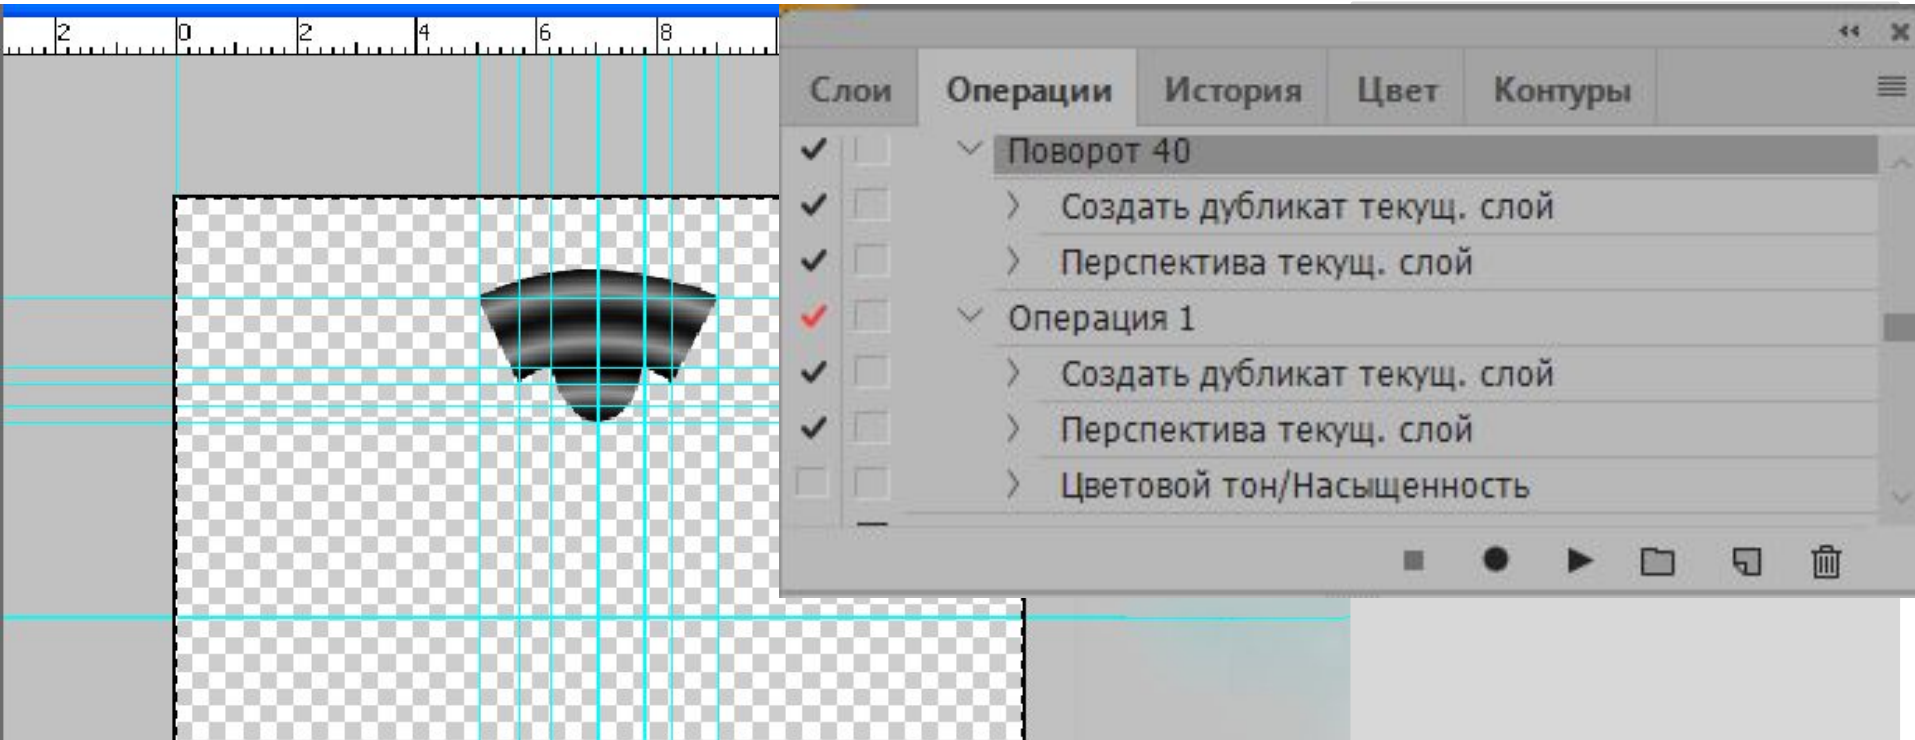 2 0 2 4 6 8
Слои Операции История Цвет Контуры
Поворот 40
Создать дубликат текущ. слой
Перспектива текущ. слой
Операция 1
Создать дубликат текущ. слой
Перспектива текущ. слой
Цветовой тон/Насыщенность